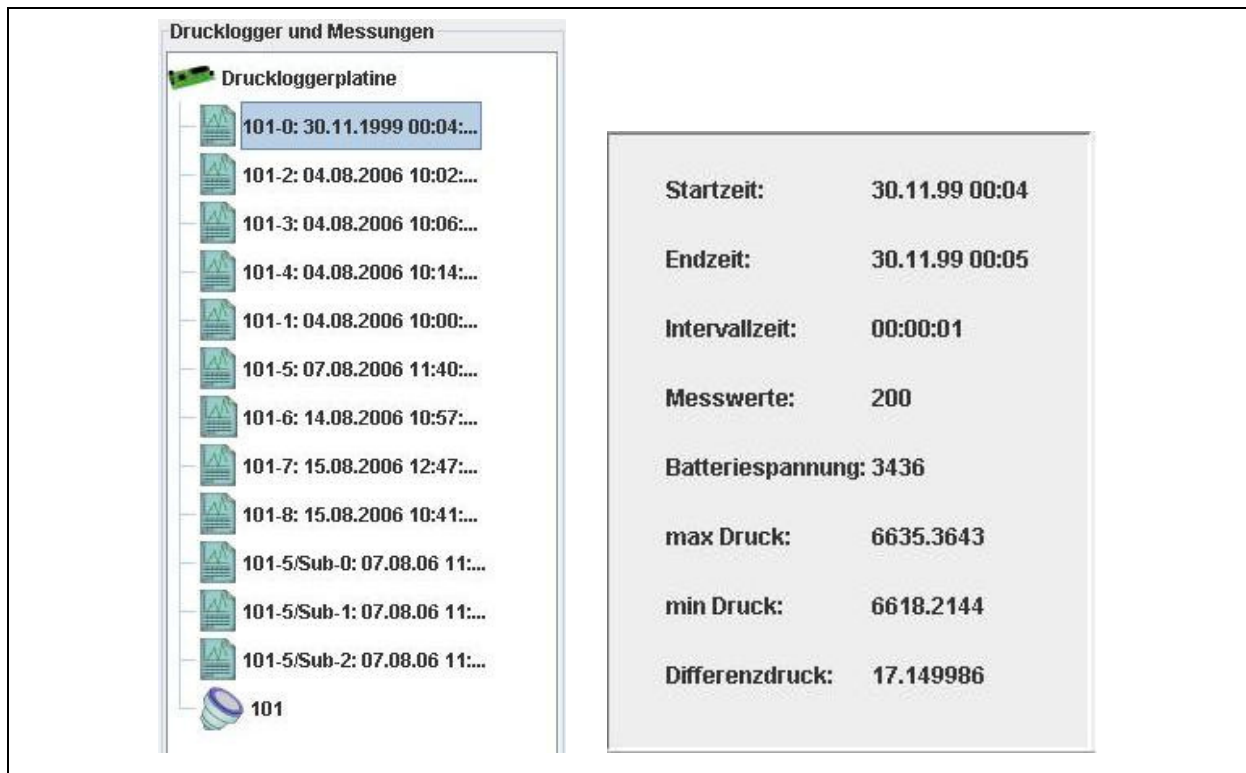 Drucklogger und Messungen
Druckloggerplatine
101-0: 30.11.1999 00:04:...
101-2: 04.08.2006 10:02:...
101-3: 04.08.2006 10:06:...
101-4: 04.08.2006 10:14:...
101-1: 04.08.2006 10:00:...
101-5: 07.08.2006 11:40:...
101-6: 14.08.2006 10:57:...
101-7: 15.08.2006 12:47:...
101-8: 15.08.2006 10:41:...
101-5/Sub-0: 07.08.06 11:...
101-5/Sub-1: 07.08.06 11:...
101-5/Sub-2: 07.08.06 11:...
101
Startzeit: 30.11.99 00:04
Endzeit: 30.11.99 00:05
Intervallzeit: 00:00:01
Messwerte: 200
Batteriespannung: 3436
max Druck: 6635.3643
min Druck: 6618.2144
Differenzdruck: 17.149986